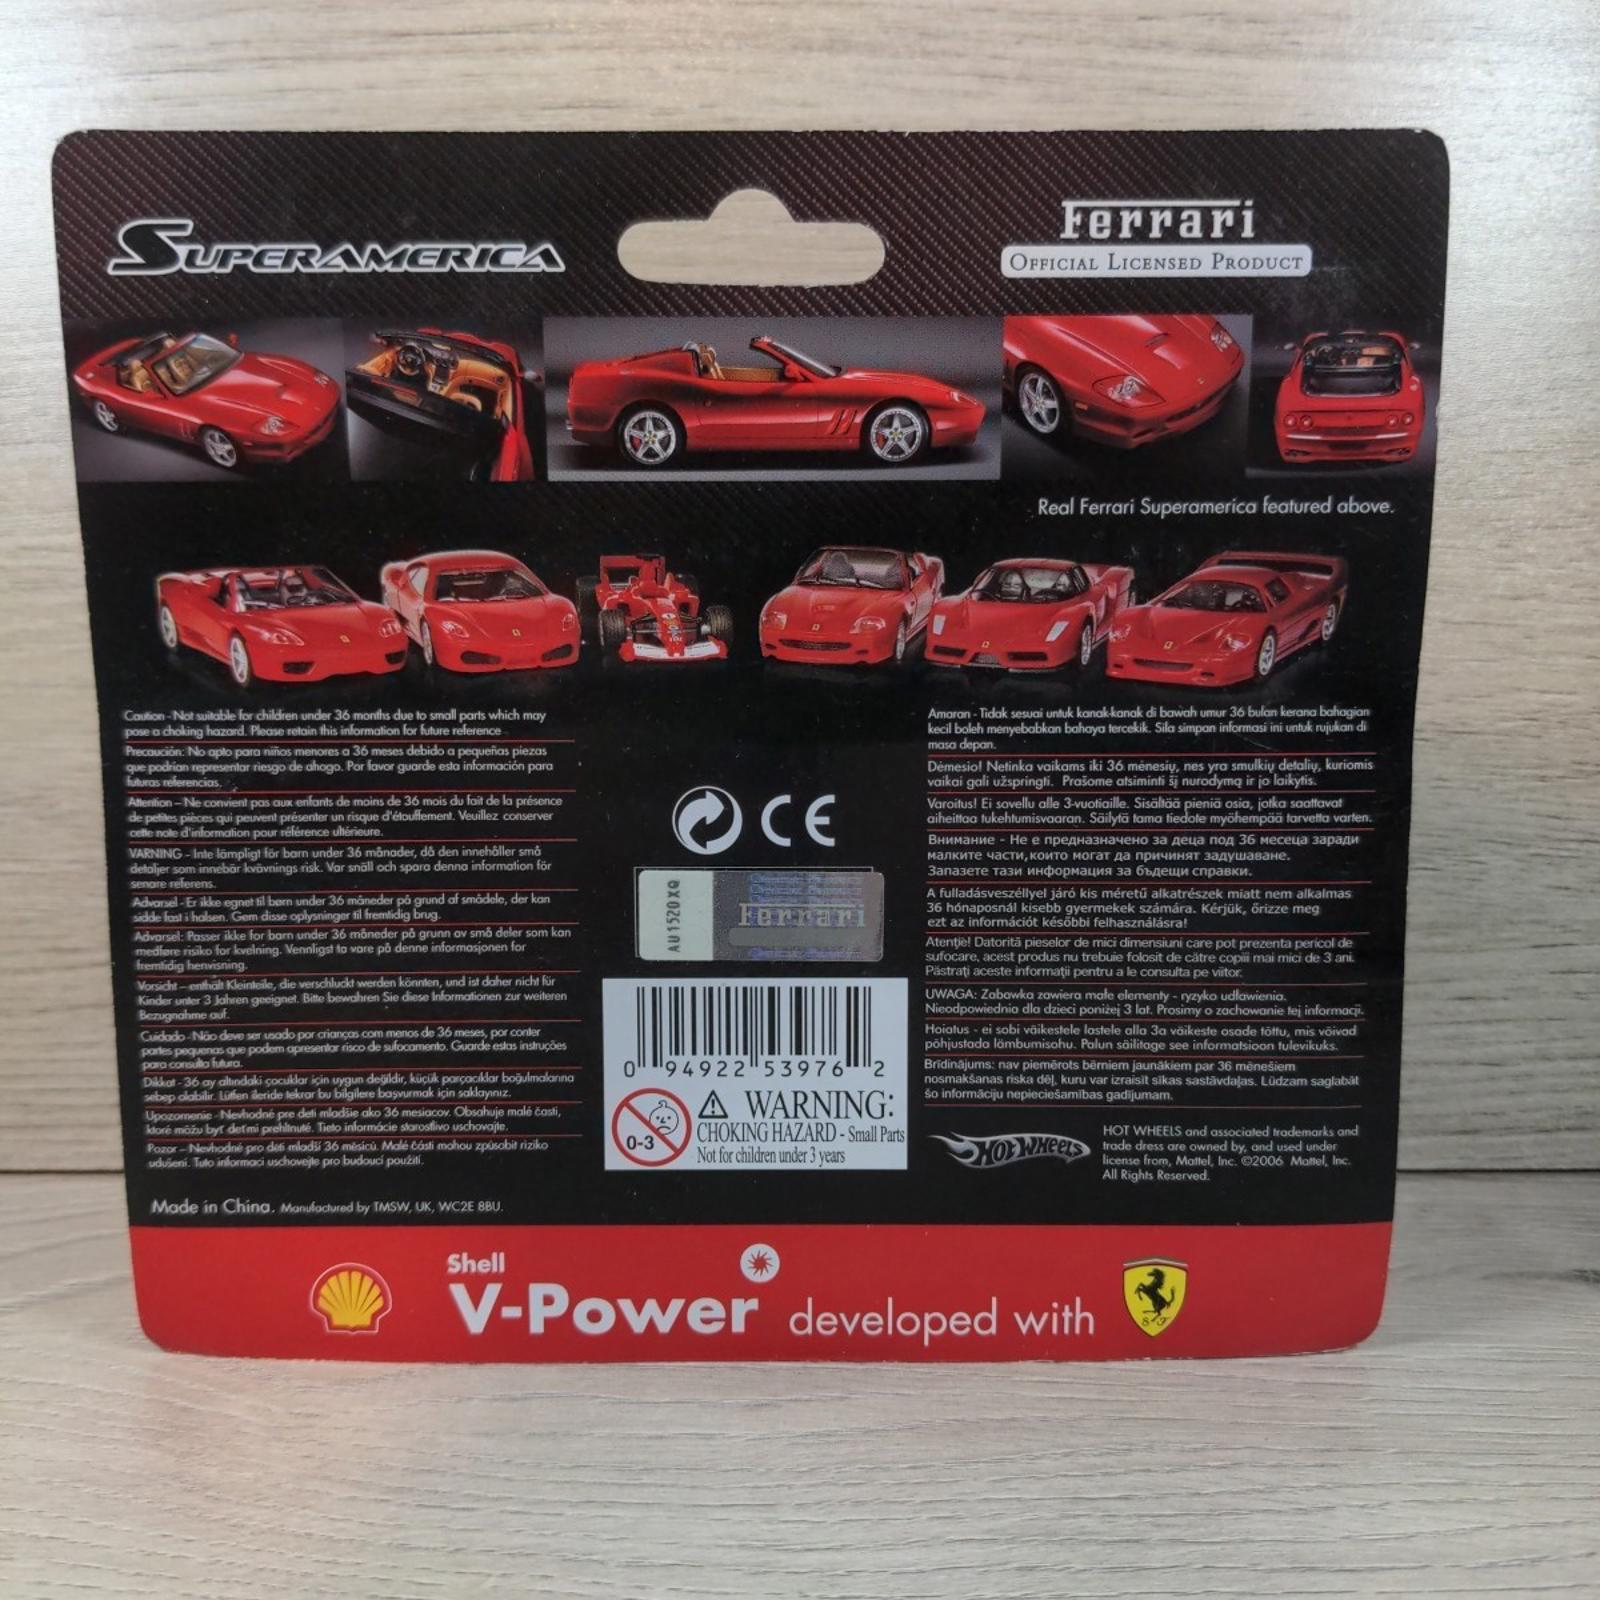 SUPERAMERICA
Ferrari
OFFICIAL LICENSED PRODUCT
Real Ferrari Superamerica featured above.
Caution - Not suitable for children under 36 months due to small parts which may
pose a choking hazard. Please retain this information for future reference
Precaución: No apto para niños menores a 36 meses debido a pequeñas piezas
que podrían representar riesgo de ahogo. Por favor guarde esta información para
futuras referencias.
Attention – Ne convient pas aux enfants de moins de 36 mois du fait de la présence
de petites pièces qui peuvent présenter un risque d'étouffement. Veuillez conserver
cette note d'information pour référence ultérieure.
VARNING - Inte lämpligt för barn under 36 månader, då den innehåller små
detaljer som innebär kvävnings risk. Var snäll och spara denna information för
senare referens.
Advarsel - Er ikke egnet til børn under 36 måneder på grund af smådele, der kan
sidde fast i halsen. Gem disse oplysninger til fremtidig brug.
Advarsel: Passer ikke for barn under 36 måneder på grunn av små deler som kan
medføre risiko for kvelning. Vennligst ta vare på denne informasjonen for
fremtidig henvisning.
Vorsicht – enthält Kleinteile, die verschluckt werden könnten, und ist daher nicht für
Kinder unter 3 Jahren geeignet. Bitte bewahren Sie diese Informationen zur weiteren
Bezugnahme auf.
Cuidado - Não deve ser usado por crianças com menos de 36 meses, por conter
partes pequenas que podem apresentar risco de sufocamento. Guarde estas instruções
para consulta futura.
Dikkat - 36 ay altındaki çocuklar için uygun değildir, küçük parçacıklar boğulmalarına
sebep olabilir. Lütfen ileride tekrar bu bilgilere başvurmak için saklayınız.
Upozornenie - Nevhodné pre deti mladšie ako 36 mesiacov. Obsahuje malé časti,
ktoré môžu byť deťmi prehltnuté. Tieto informácie starostlivo uschovajte.
Pozor – Nevhodné pro děti mladší 36 měsíců. Malé části mohou způsobit riziko
udušení. Tuto informaci uschovejte pro budoucí použití.
Made in China. Manufactured by TMSW, UK, WC2E 8BU.
CE
AU 1520 XQ
Ferrari
0 94922 53976 2
0-3
WARNING:
CHOKING HAZARD - Small Parts
Not for children under 3 years
Amaran - Tidak sesuai untuk kanak-kanak di bawah umur 36 bulan kerana bahagian
kecil boleh menyebabkan bahaya tercekik. Sila simpan informasi ini untuk rujukan di
masa depan.
Dėmesio! Netinka vaikams iki 36 mėnesių, nes yra smulkių detalių, kuriomis
vaikai gali užspringti. Prašome atsiminti šį nurodymą ir jo laikytis.
Varoitus! Ei sovellu alle 3-vuotiaille. Sisältää pieniä osia, jotka saattavat
aiheittaa tukehtumisvaaran. Säilytä tama tiedote myöhempää tarvetta varten.
Внимание - Не е предназначено за деца под 36 месеца заради
малките части, които могат да причинят задушаване.
Запазете тази информация за бъдещи справки.
A fulladásveszéllyel járó kis méretű alkatrészek miatt nem alkalmas
36 hónaposnál kisebb gyermekek számára. Kérjük, őrizze meg
ezt az információt későbbi felhasználásra!
Atenţie! Datorită pieselor de mici dimensiuni care pot prezenta pericol de
sufocare, acest produs nu trebuie folosit de către copiii mai mici de 3 ani.
Păstraţi aceste informaţii pentru a le consulta pe viitor.
UWAGA: Zabawka zawiera małe elementy - ryzyko udławienia.
Nieodpowiednia dla dzieci poniżej 3 lat. Prosimy o zachowanie tej informacji.
Hoiatus - ei sobi väikestele lastele alla 3a väikeste osade tõttu, mis võivad
põhjustada lämbumisohu. Palun säilitage see informatsioon tulevikuks.
Brīdinājums: nav piemērots bērniem jaunākiem par 36 mēnešiem
nosmakšanas riska dēļ, kuru var izraisīt sīkas sastāvdaļas. Lūdzam saglabāt
šo informāciju nepieciešamības gadījumam.
HOT WHEELS
HOT WHEELS and associated trademarks and
trade dress are owned by, and used under
license from, Mattel, Inc. ©2006 Mattel, Inc.
All Rights Reserved.
Shell
V-Power developed with
S F